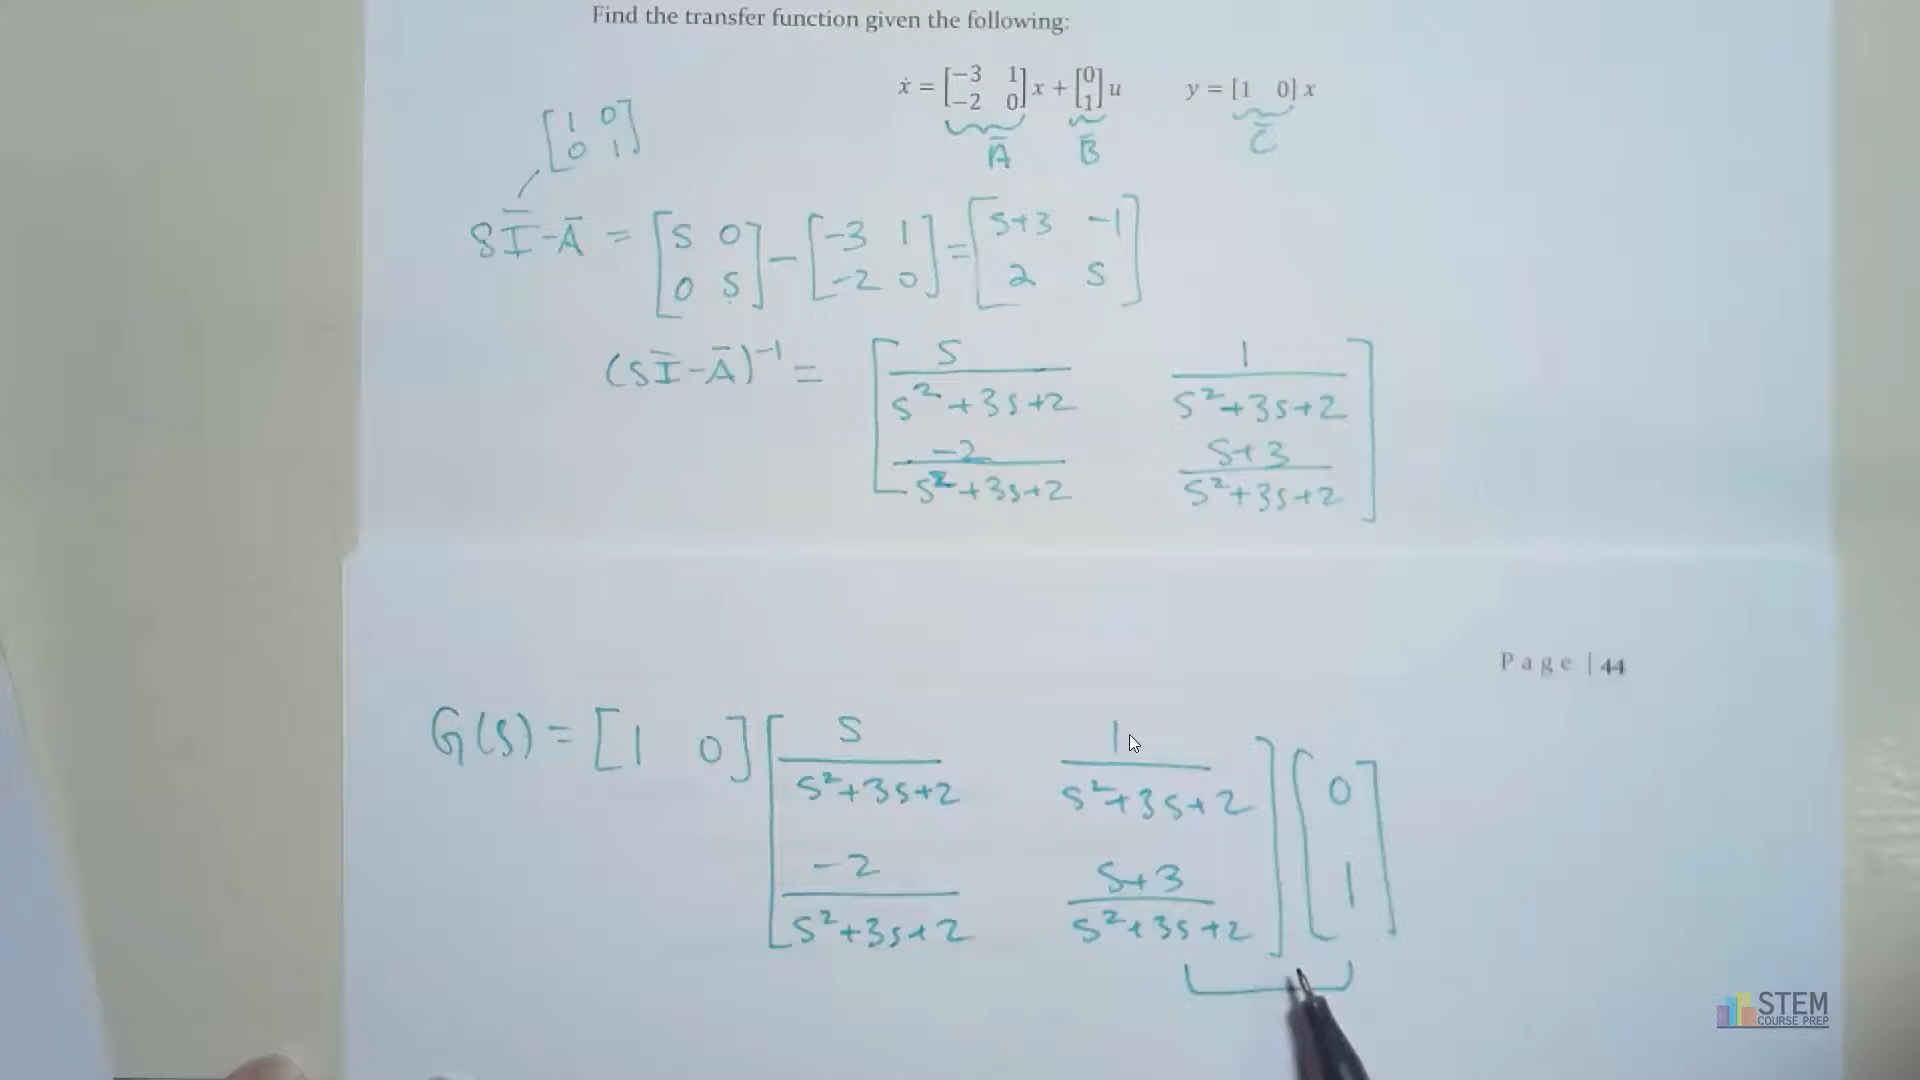 Find the transfer function given the following:
ẋ = [−3 1; −2 0] x + [0; 1] u    y = [1 0] x
[1 0; 0 1]
Ā    B̄    C̄
sĪ-Ā = [s 0; 0 s] - [-3 1; -2 0] = [s+3 -1; 2 s]
(sĪ-Ā)⁻¹ = [s/(s²+3s+2) 1/(s²+3s+2); -2/(s²+3s+2) (s+3)/(s²+3s+2)]
Page | 44
G(s) = [1 0] [s/(s²+3s+2) 1/(s²+3s+2); -2/(s²+3s+2) (s+3)/(s²+3s+2)] [0; 1]
STEM
COURSE PREP